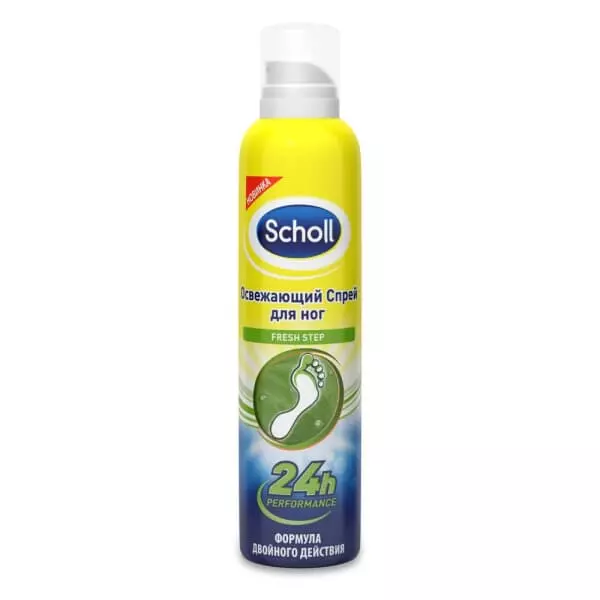 НОВИНКА
Scholl
Освежающий Спрей
для ног
FRESH STEP
24h
PERFORMANCE
ФОРМУЛА
ДВОЙНОГО ДЕЙСТВИЯ